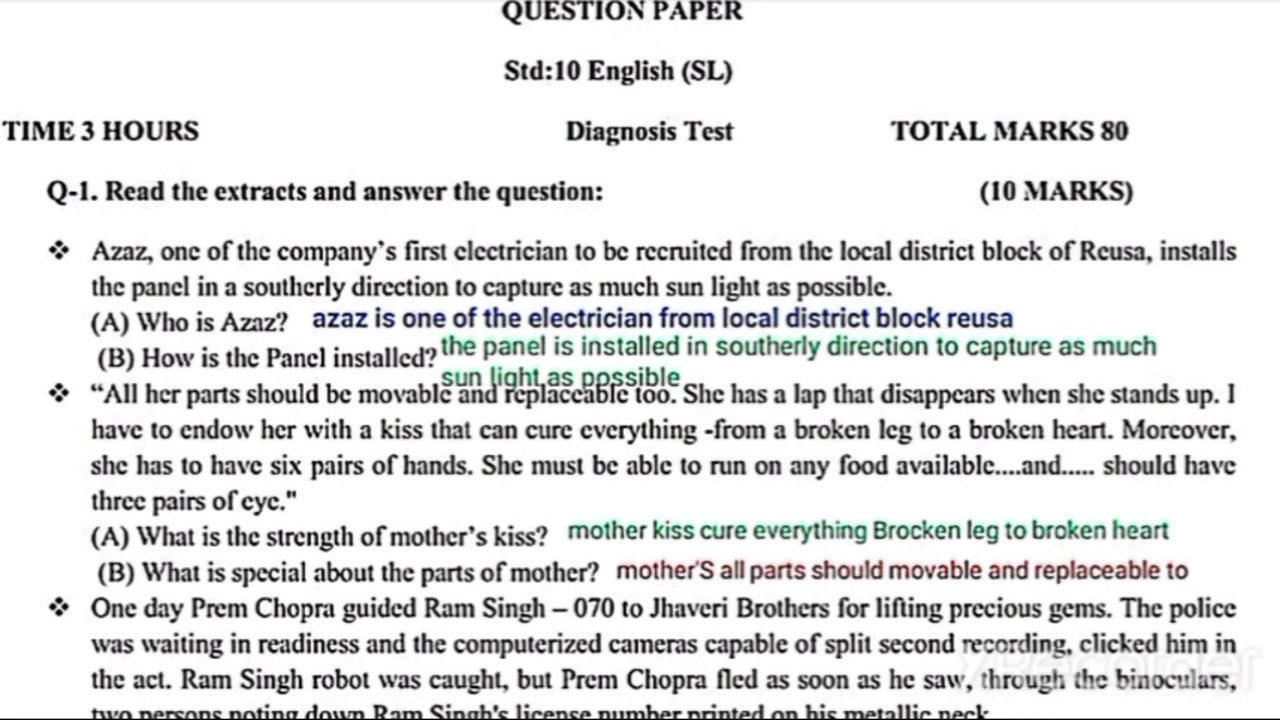 QUESTION PAPER
Std:10 English (SL)
TIME 3 HOURS Diagnosis Test TOTAL MARKS 80
Q-1. Read the extracts and answer the question: (10 MARKS)
❖ Azaz, one of the company's first electrician to be recruited from the local district block of Reusa, installs
the panel in a southerly direction to capture as much sun light as possible.
(A) Who is Azaz? azaz is one of the electrician from local district block reusa
(B) How is the Panel installed? the panel is installed in southerly direction to capture as much
sun light as possible
❖ “All her parts should be movable and replaceable too. She has a lap that disappears when she stands up. I
have to endow her with a kiss that can cure everything -from a broken leg to a broken heart. Moreover,
she has to have six pairs of hands. She must be able to run on any food available....and..... should have
three pairs of eye."
(A) What is the strength of mother's kiss? mother kiss cure everything Brocken leg to broken heart
(B) What is special about the parts of mother? mother'S all parts should movable and replaceable to
❖ One day Prem Chopra guided Ram Singh – 070 to Jhaveri Brothers for lifting precious gems. The police
was waiting in readiness and the computerized cameras capable of split second recording, clicked him in
the act. Ram Singh robot was caught, but Prem Chopra fled as soon as he saw, through the binoculars,
two persons noting down Ram Singh's license number printed on his metallic neck
XRecorder